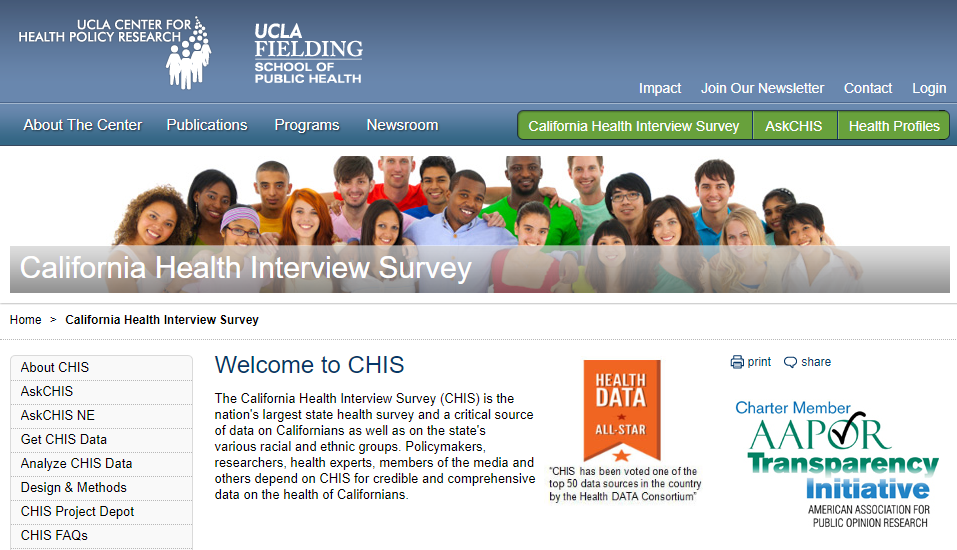 UCLA CENTER FOR
HEALTH POLICY RESEARCH
UCLA
FIELDING
SCHOOL OF
PUBLIC HEALTH
Impact Join Our Newsletter Contact Login
About The Center Publications Programs Newsroom
California Health Interview Survey AskCHIS Health Profiles
California Health Interview Survey
Home > California Health Interview Survey
About CHIS
AskCHIS
AskCHIS NE
Get CHIS Data
Analyze CHIS Data
Design & Methods
CHIS Project Depot
CHIS FAQs
Welcome to CHIS
The California Health Interview Survey (CHIS) is the
nation's largest state health survey and a critical source
of data on Californians as well as on the state's
various racial and ethnic groups. Policymakers,
researchers, health experts, members of the media and
others depend on CHIS for credible and comprehensive
data on the health of Californians.
HEALTH
DATA
ALL-STAR
"CHIS has been voted one of the
top 50 data sources in the country
by the Health DATA Consortium"
print share
Charter Member
AAPOR
Transparency
Initiative
AMERICAN ASSOCIATION FOR
PUBLIC OPINION RESEARCH